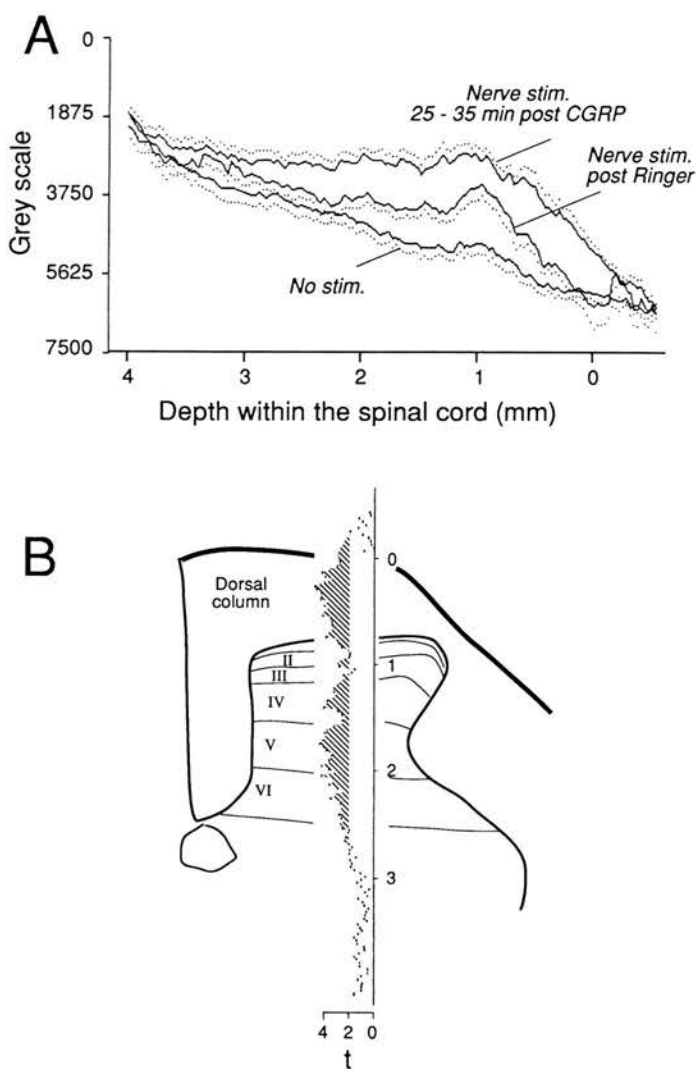 A
0
1875
3750
5625
7500
Grey scale
Nerve stim.
25 - 35 min post CGRP
Nerve stim.
post Ringer
No stim.
4 3 2 1 0
Depth within the spinal cord (mm)
B
Dorsal
column
0
II
1
III
IV
V
2
VI
3
4 2 0
t